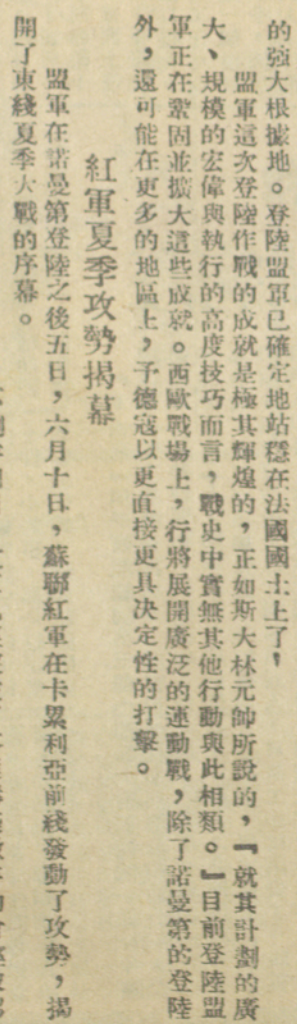 的強大根據地。登陸盟軍已確定地站穩在法國國土上了，
盟軍這次登陸作戰的成就是極其輝煌的，正如斯大林元帥所說的，『就其計劃的廣
大、規模的宏偉與執行的高度技巧而言，戰史中實無其他行動與此相類。』目前登陸盟
軍正在鞏固並擴大這些成就。西歐戰場上，行將展開廣泛的運動戰，除了諾曼第的登陸
外，還可能在更多的地區上，予德寇以更直接更具决定性的打擊。
紅軍夏季攻勢揭幕
盟軍在諾曼第登陸之後五日，六月十日，蘇聯紅軍在卡累利亞前綫發動了攻勢，揭
開了東綫夏季大戰的序幕。